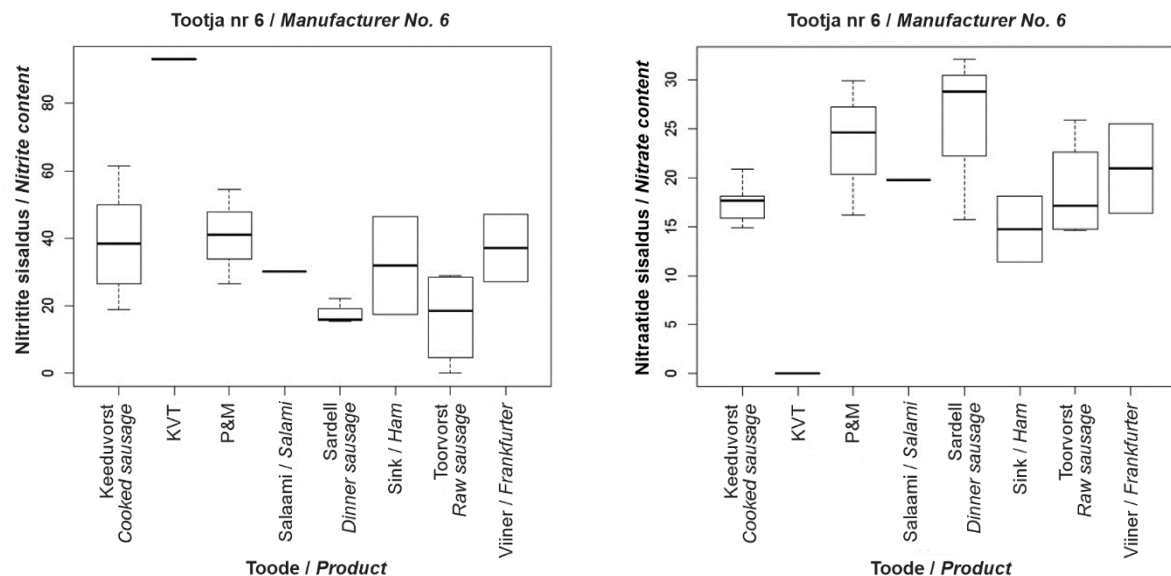 Tootja nr 6 / Manufacturer No. 6
Nitritite sisaldus / Nitrite content
80
60
40
20
0
Keeduvorst
Cooked sausage
KVT
P&M
Salaami / Salami
Sardell
Dinner sausage
Sink / Ham
Toorvorst
Raw sausage
Viiner / Frankfurter
Toode / Product
Tootja nr 6 / Manufacturer No. 6
Nitraatide sisaldus / Nitrate content
30
25
20
15
10
5
0
Keeduvorst
Cooked sausage
KVT
P&M
Salaami / Salami
Sardell
Dinner sausage
Sink / Ham
Toorvorst
Raw sausage
Viiner / Frankfurter
Toode / Product